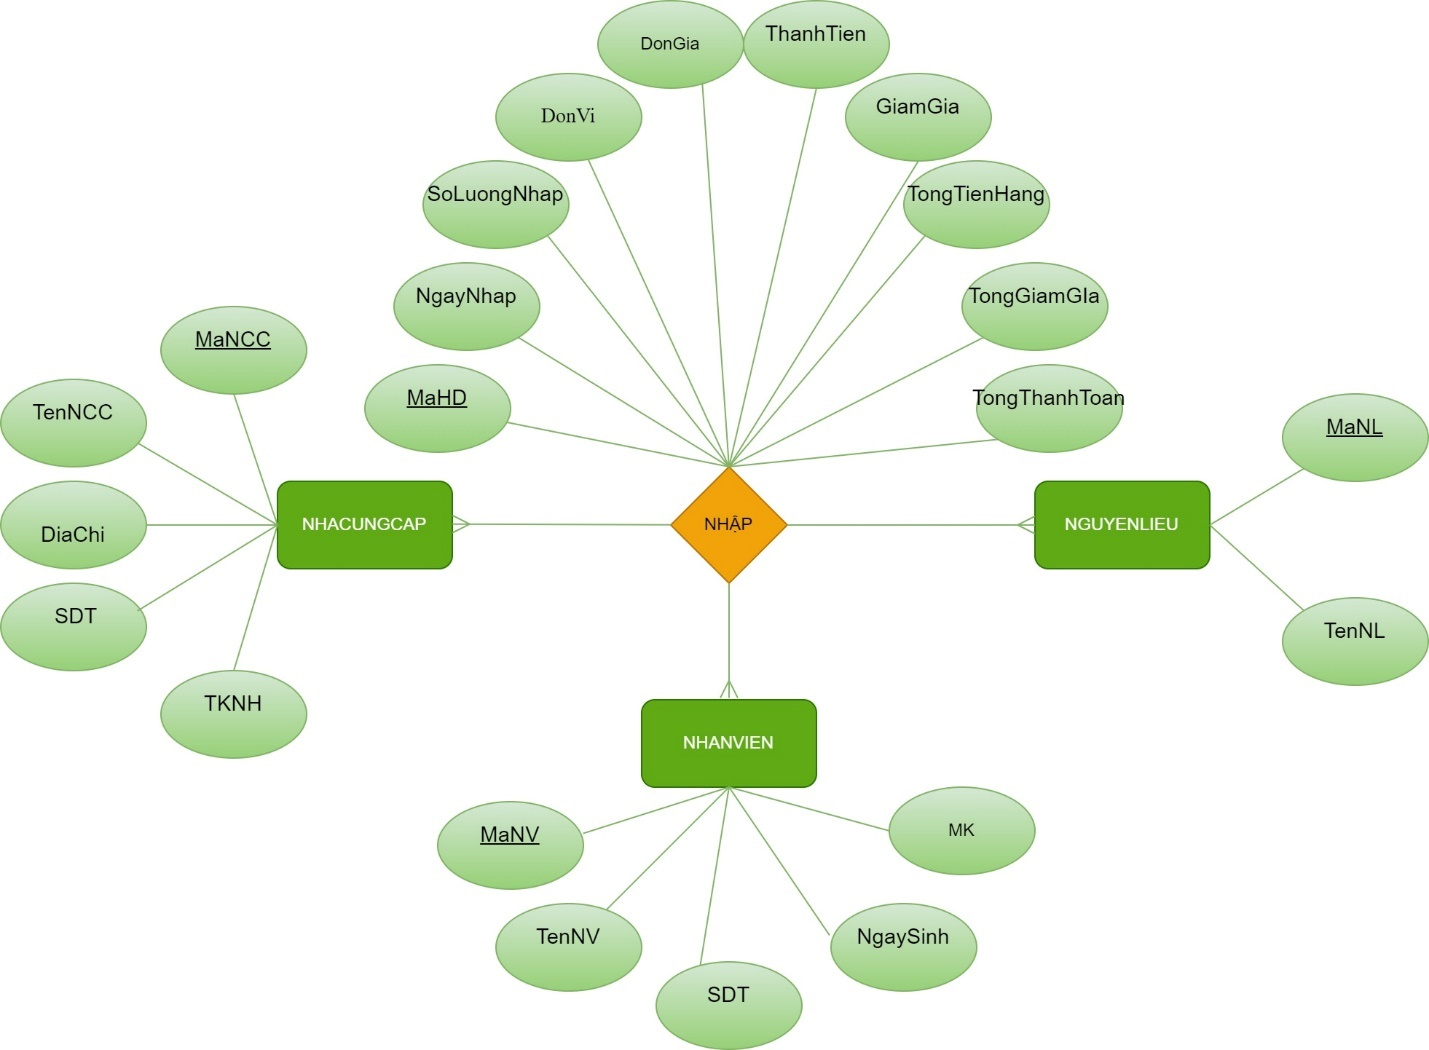 DonGia
ThanhTien
DonVi
GiamGia
SoLuongNhap
TongTienHang
NgayNhap
TongGiamGIa
MaNCC
MaHD
TongThanhToan
TenNCC
MaNL
NHACUNGCAP
NHẬP
NGUYENLIEU
DiaChi
SDT
TenNL
TKNH
NHANVIEN
MaNV
MK
TenNV
NgaySinh
SDT